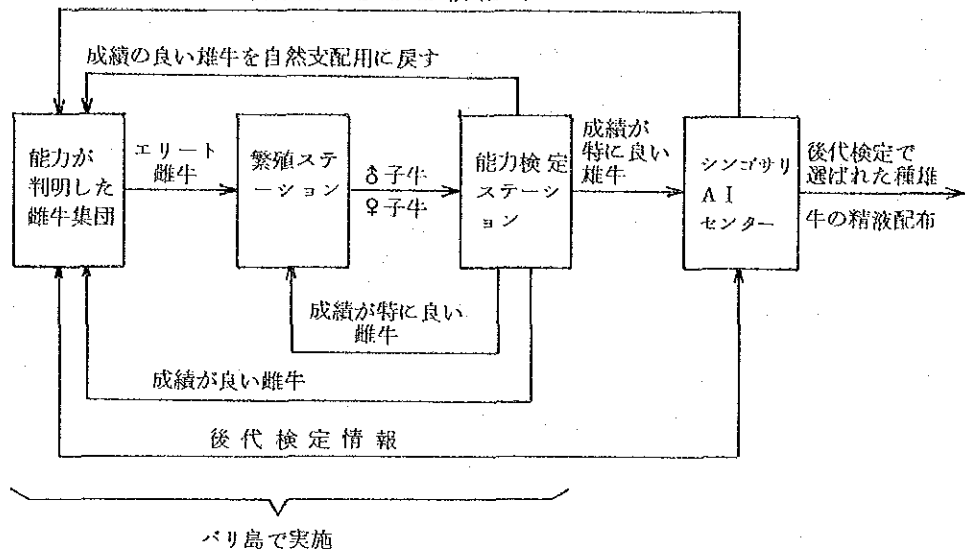 成績の良い雄牛を自然支配用に戻す
能力が
判明した
雌牛集団
エリート
雌牛
繁殖ステ
ーション
♂子牛
♀子牛
能力検定
ステーシ
ョン
成績が
特に良い
雄牛
シンゴサリ
AI
センター
後代検定で
選ばれた種雄
牛の精液配布
成績が特に良い
雌牛
成績が良い雌牛
後代検定情報
バリ島で実施